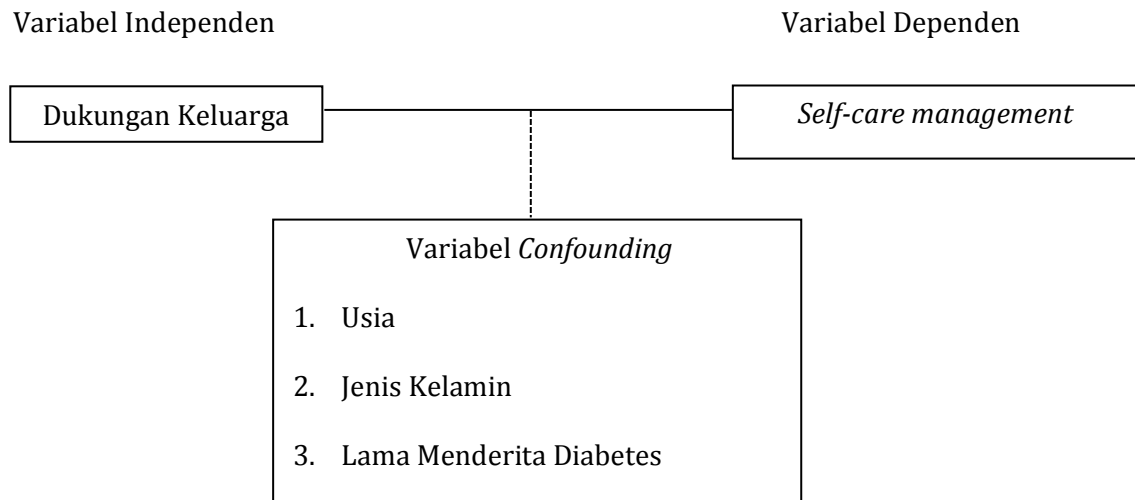 Variabel Independen
Variabel Dependen
Dukungan Keluarga
Self-care management
Variabel Confounding
1. Usia
2. Jenis Kelamin
3. Lama Menderita Diabetes